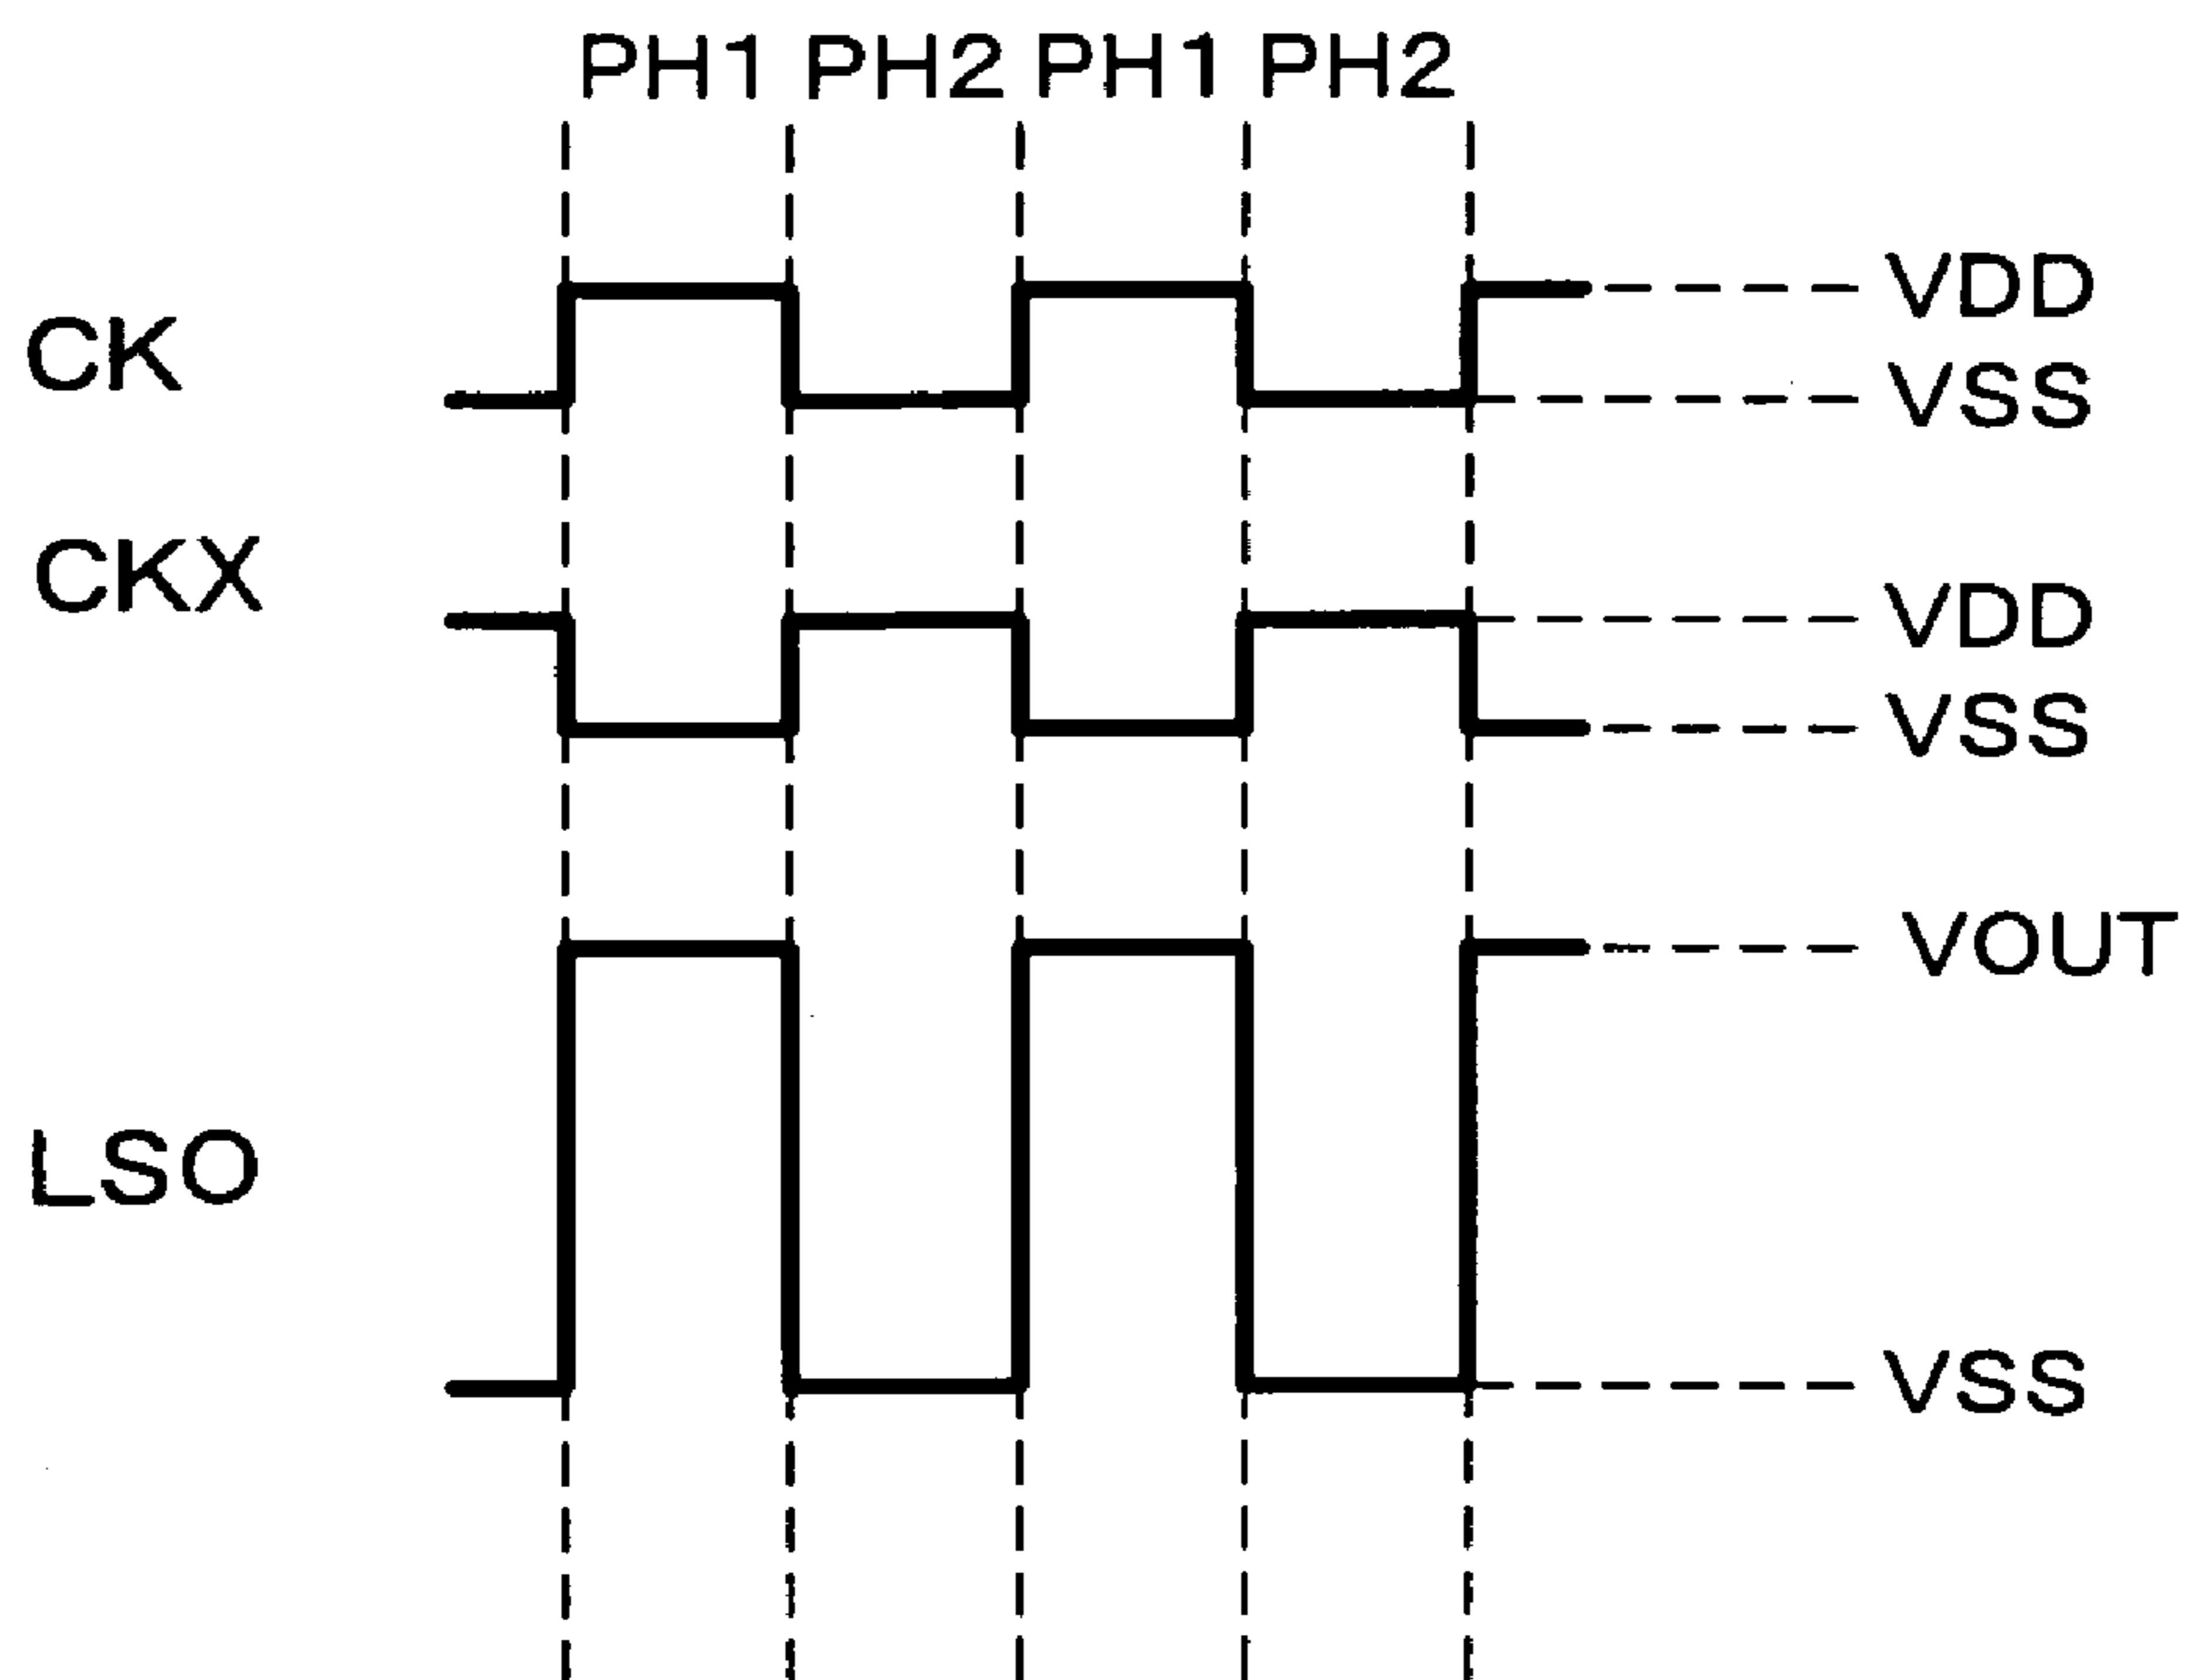 PH1 PH2 PH1 PH2
VDD
CK
VSS
CKX
VDD
VSS
VOUT
LSO
VSS